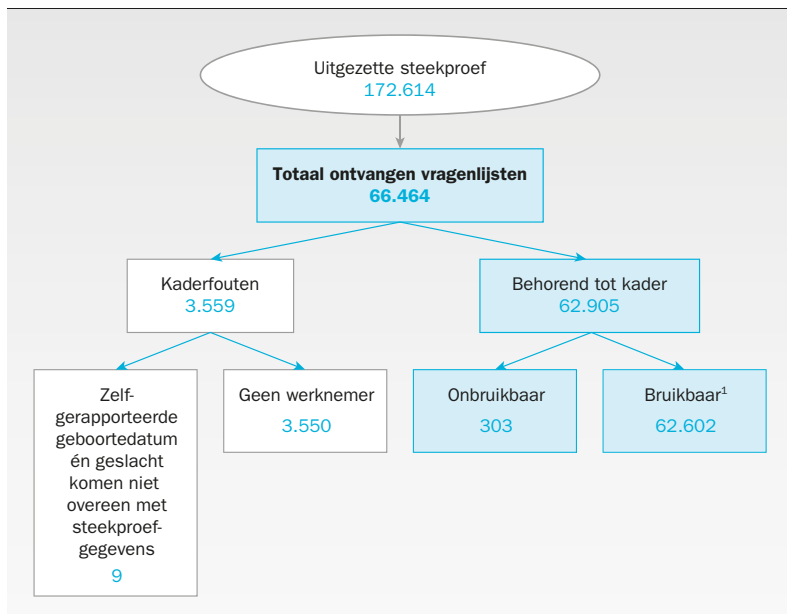 Uitgezette steekproef
172.614
Totaal ontvangen vragenlijsten
66.464
Kaderfouten
3.559
Behorend tot kader
62.905
Zelf-
gerapporteerde
geboortedatum
én geslacht
komen niet
overeen met
steekproef-
gegevens
9
Geen werknemer
3.550
Onbruikbaar
303
Bruikbaar¹
62.602